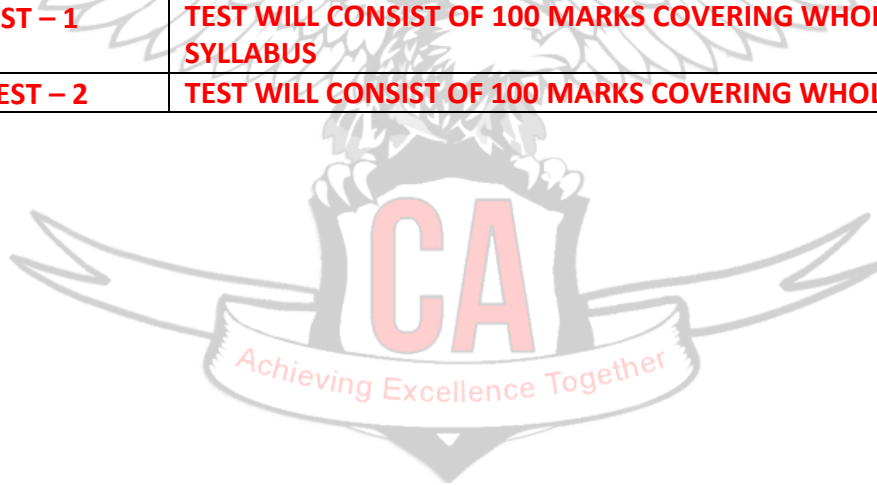 ST – 1 TEST WILL CONSIST OF 100 MARKS COVERING WHOL
SYLLABUS
EST – 2 TEST WILL CONSIST OF 100 MARKS COVERING WHOL
CA
Achieving Excellence Together